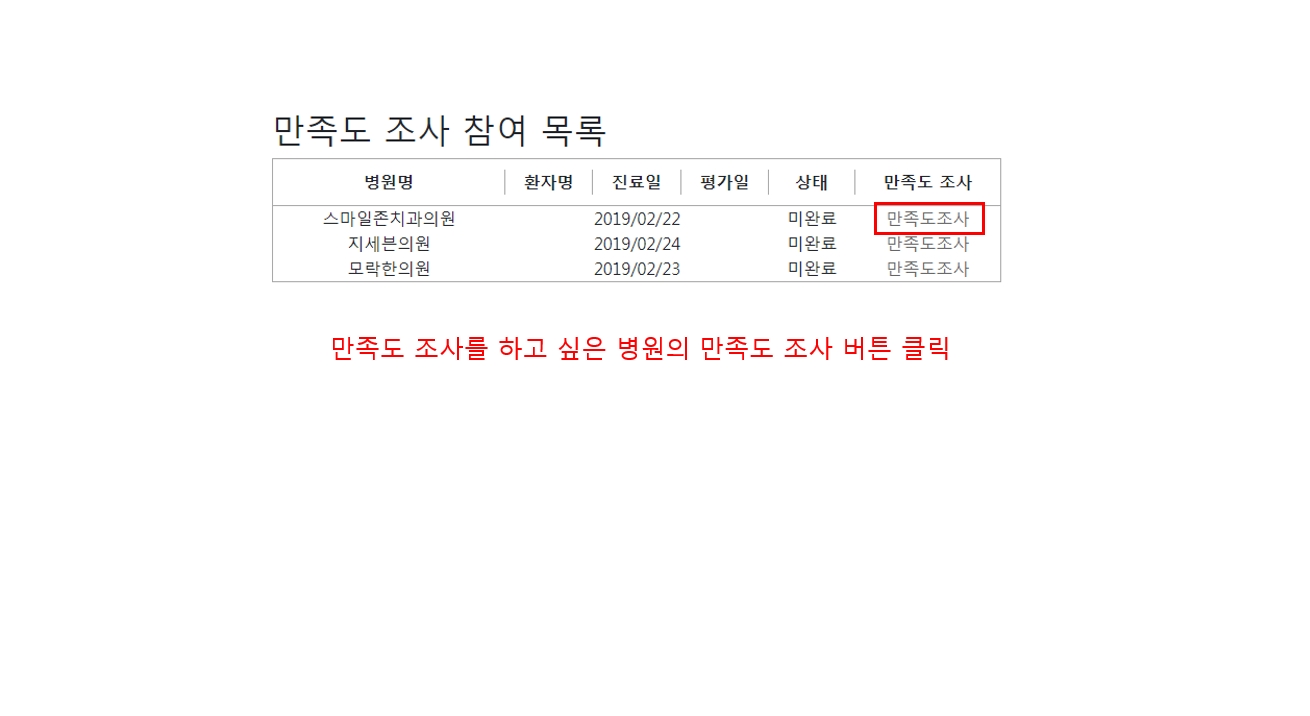 만족도 조사 참여 목록
병원명 환자명 진료일 평가일 상태 만족도 조사
스마일존치과의원 2019/02/22 미완료 만족도조사
지세븐의원 2019/02/24 미완료 만족도조사
모락한의원 2019/02/23 미완료 만족도조사
만족도 조사를 하고 싶은 병원의 만족도 조사 버튼 클릭